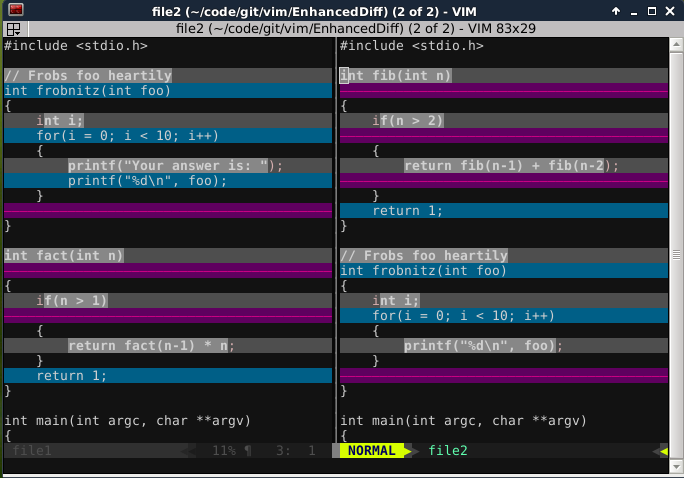 file2 (~/code/git/vim/EnhancedDiff) (2 of 2) - VIM
file2 (~/code/git/vim/EnhancedDiff) (2 of 2) - VIM 83x29
#include <stdio.h>
// Frobs foo heartily
int frobnitz(int foo)
{
    int i;
    for(i = 0; i < 10; i++)
    {
        printf("Your answer is: ");
        printf("%d\n", foo);
    }
}
int fact(int n)
{
    if(n > 1)
    {
        return fact(n-1) * n;
    }
    return 1;
}
int main(int argc, char **argv)
{
file1 11% ¶ 3: 1
#include <stdio.h>
int fib(int n)
{
    if(n > 2)
    {
        return fib(n-1) + fib(n-2);
    }
    return 1;
}
// Frobs foo heartily
int frobnitz(int foo)
{
    int i;
    for(i = 0; i < 10; i++)
    {
        printf("%d\n", foo);
    }
}
int main(int argc, char **argv)
{
NORMAL file2